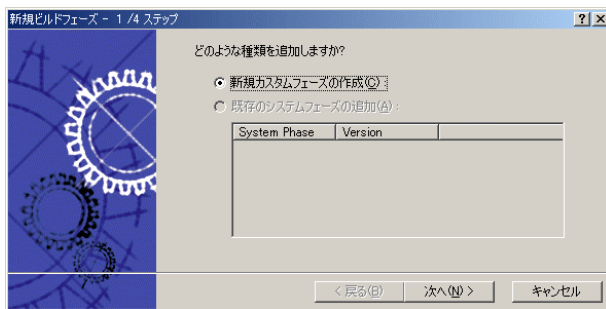 新規ビルドフェーズ - 1 /4 ステップ
どのような種類を追加しますか?
新規カスタムフェーズの作成(C) :
既存のシステムフェーズの追加(A) :
System Phase Version
< 戻る(B) 次へ(N) > キャンセル